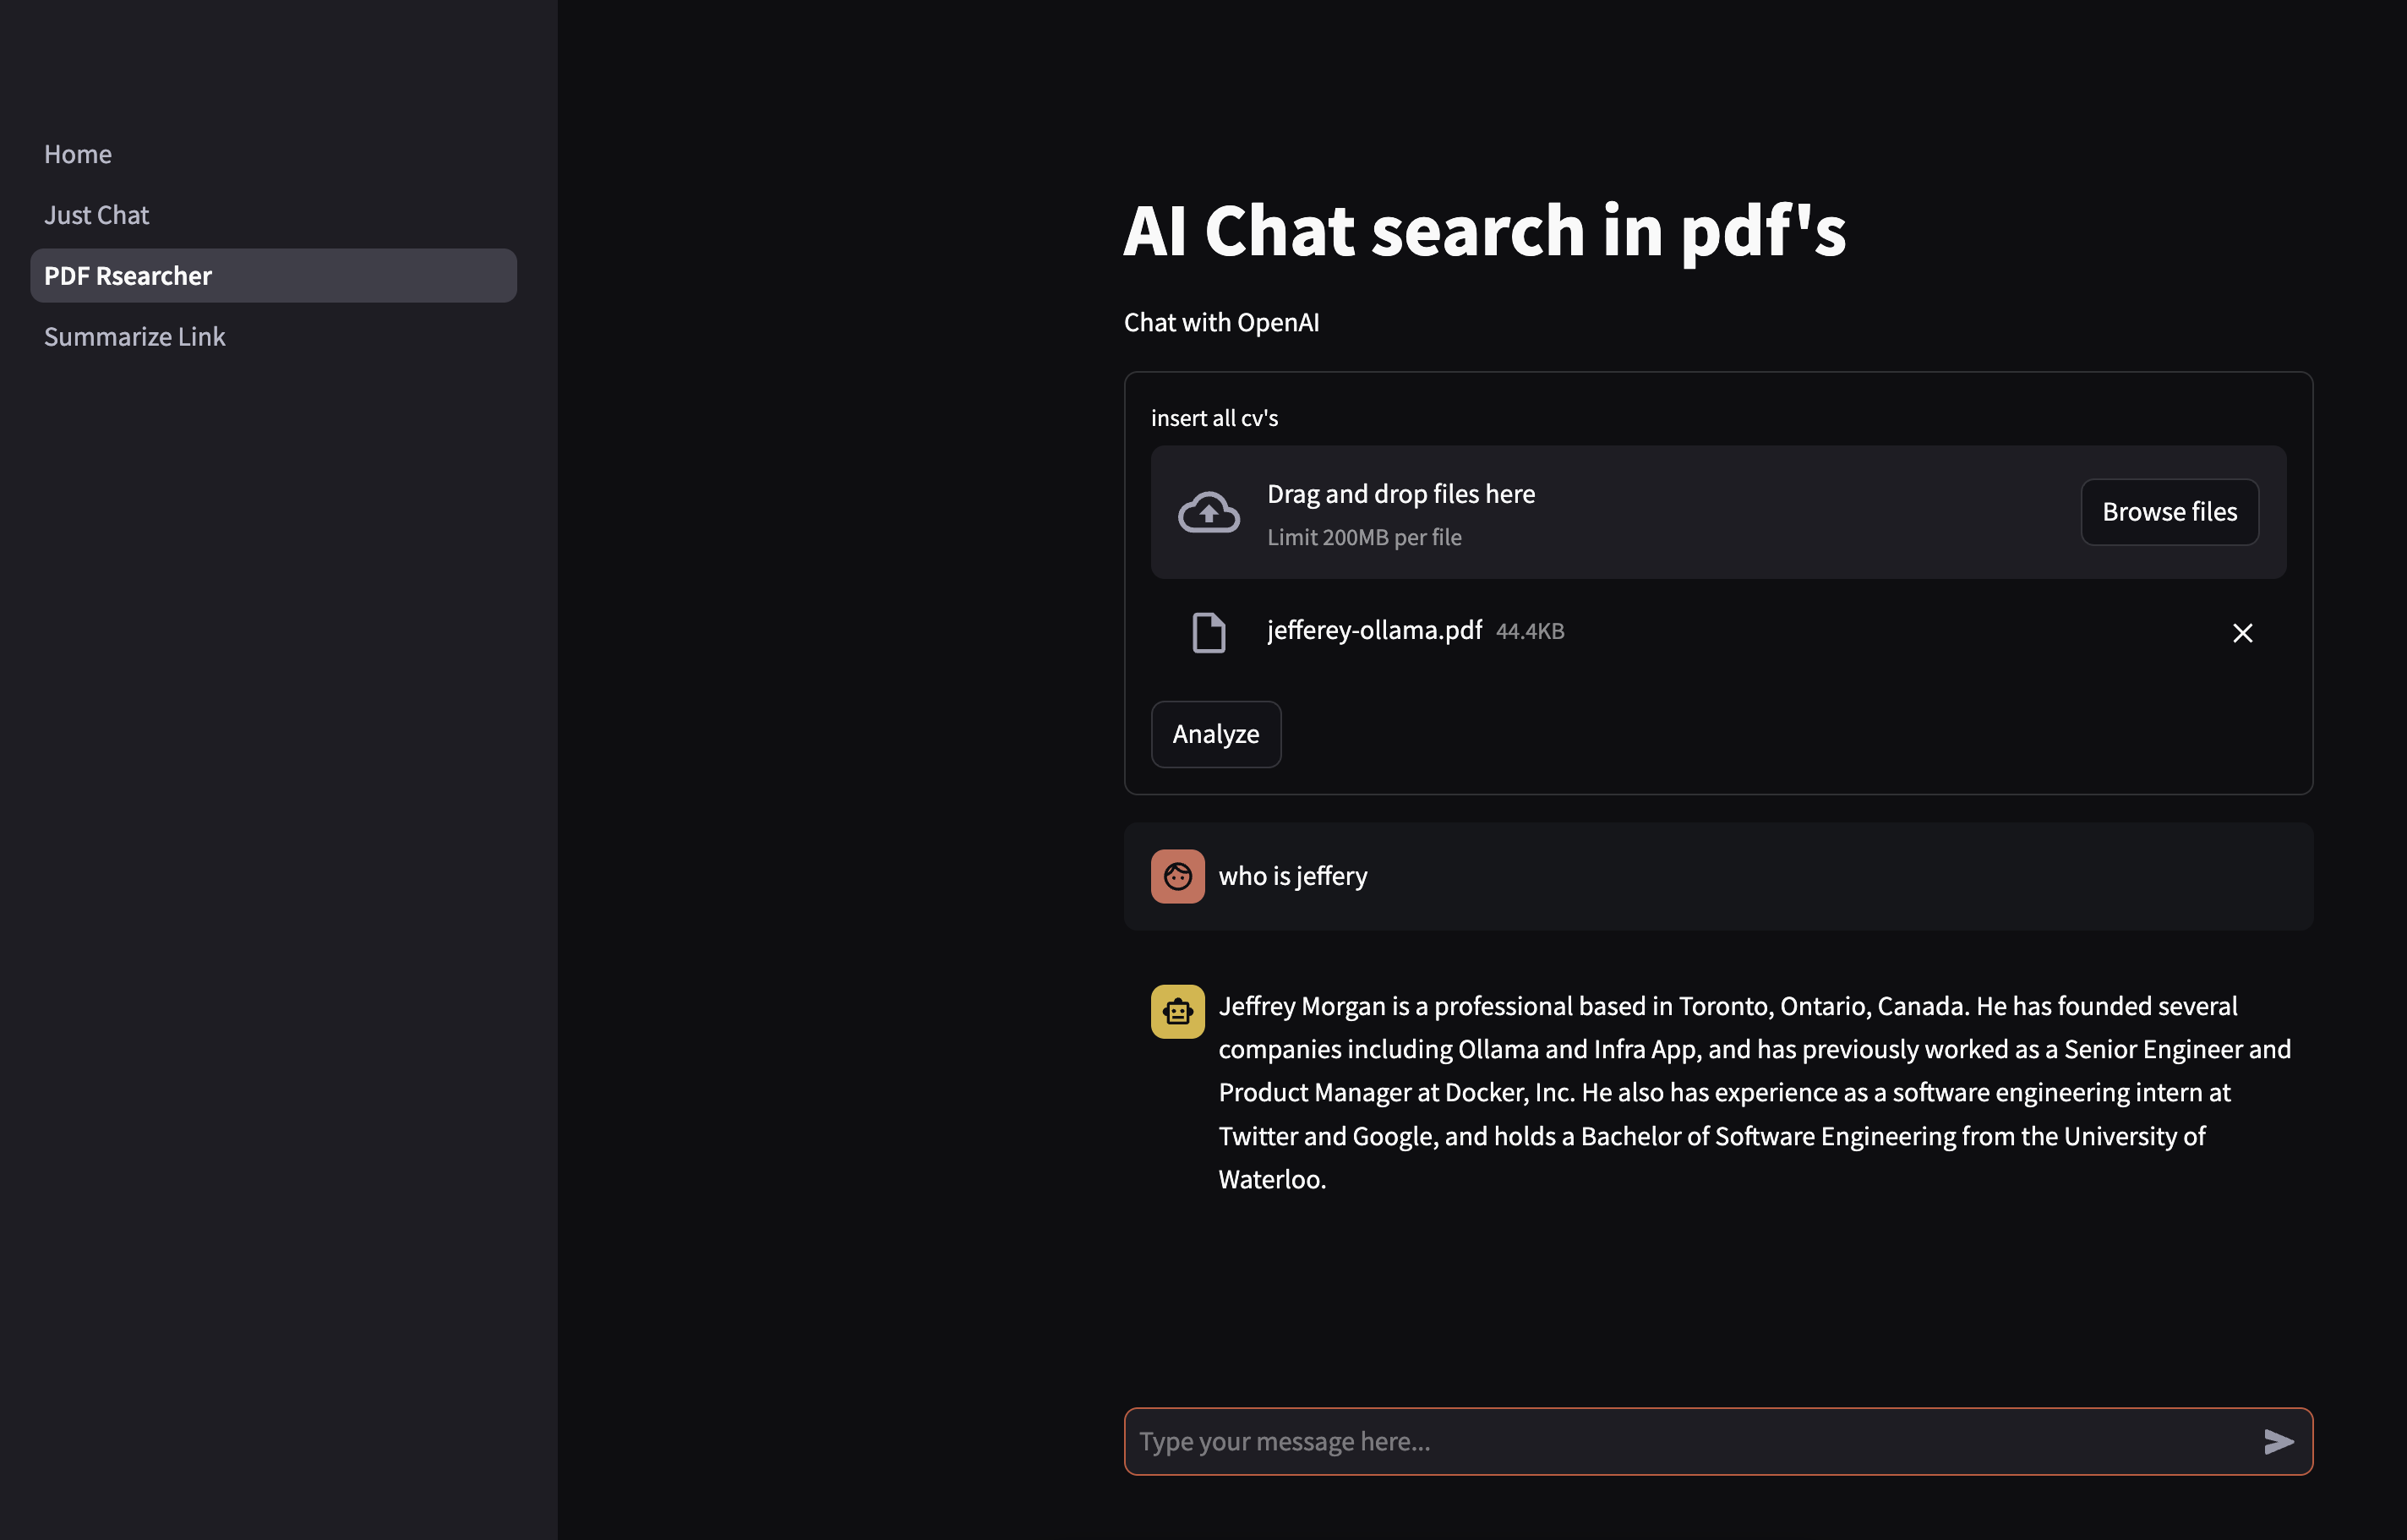 Home
Just Chat
PDF Rsearcher
Summarize Link
AI Chat search in pdf's
Chat with OpenAI
insert all cv's
Drag and drop files here
Limit 200MB per file
Browse files
jefferey-ollama.pdf 44.4KB
Analyze
who is jeffery
Jeffrey Morgan is a professional based in Toronto, Ontario, Canada. He has founded several
companies including Ollama and Infra App, and has previously worked as a Senior Engineer and
Product Manager at Docker, Inc. He also has experience as a software engineering intern at
Twitter and Google, and holds a Bachelor of Software Engineering from the University of
Waterloo.
Type your message here...